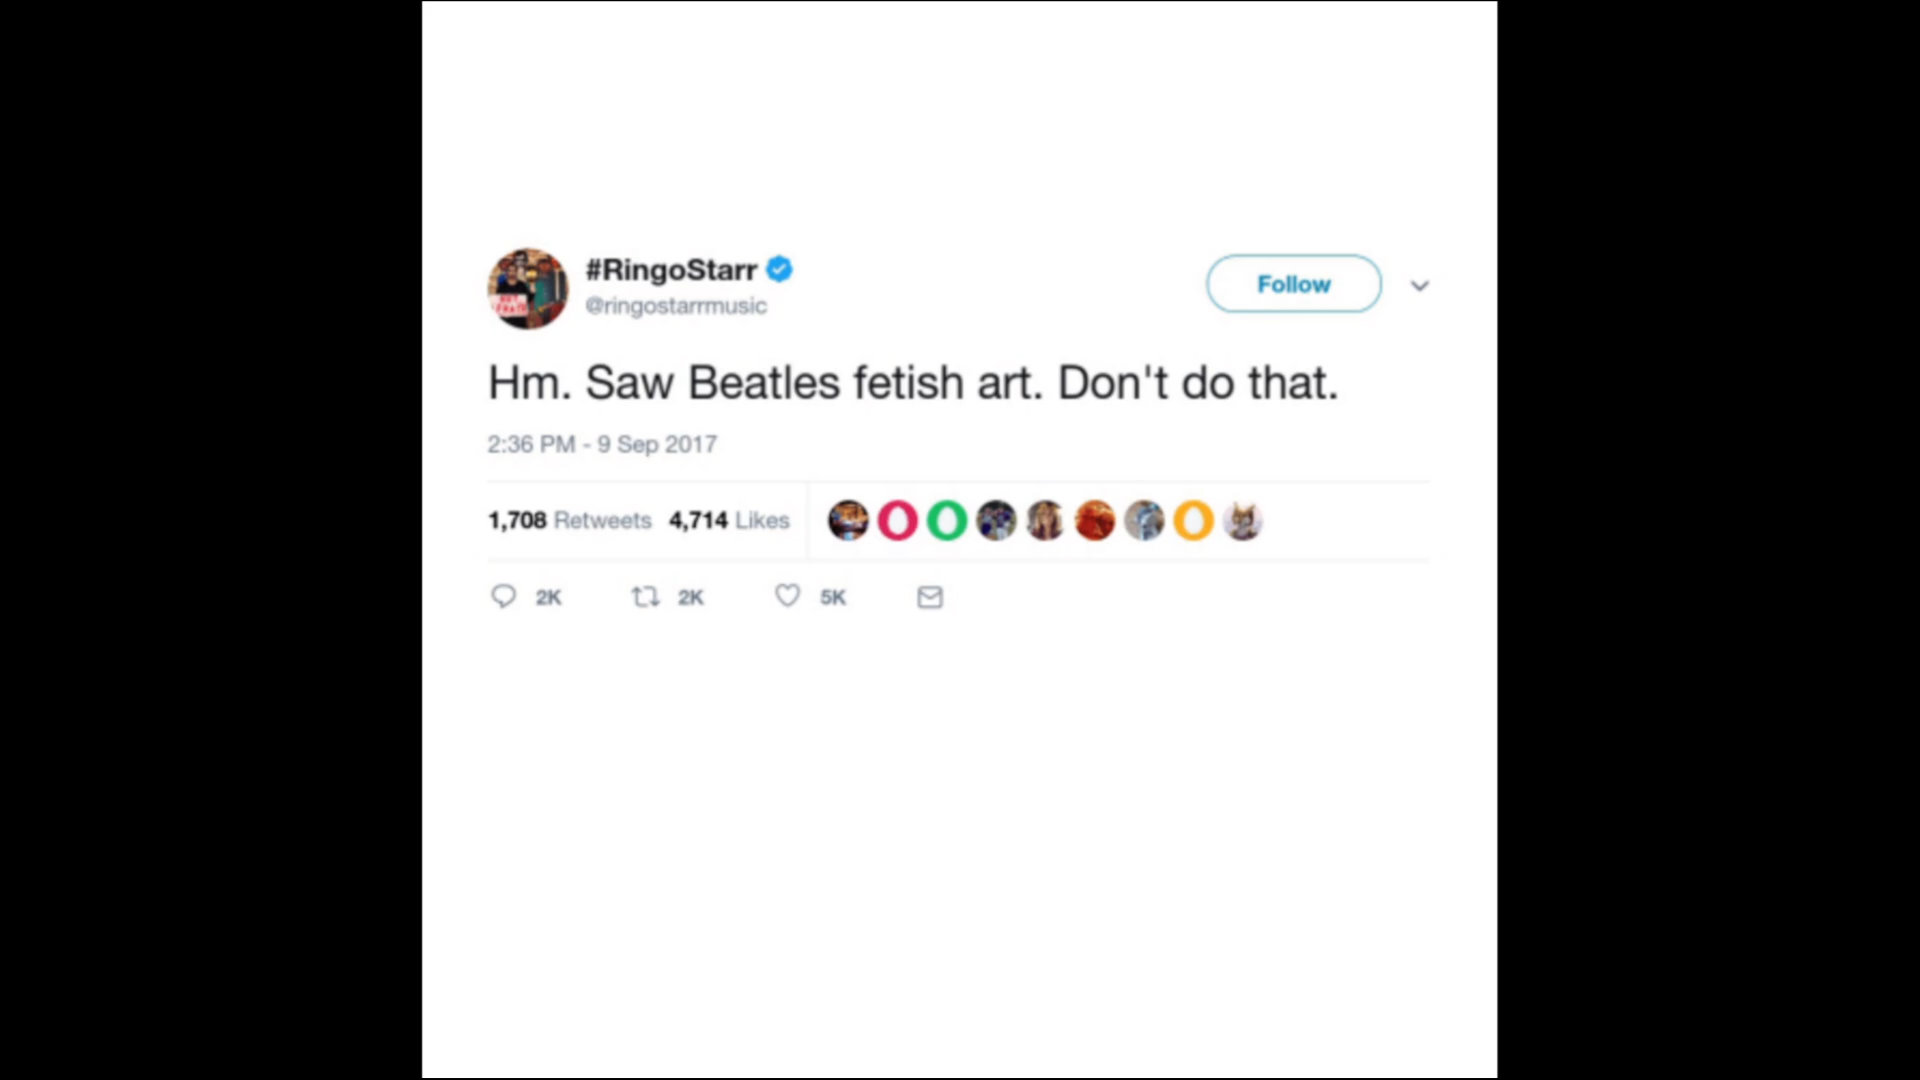 #RingoStarr
@ringostarrmusic
Follow
Hm. Saw Beatles fetish art. Don't do that.
2:36 PM - 9 Sep 2017
1,708 Retweets 4,714 Likes
2K 2K 5K